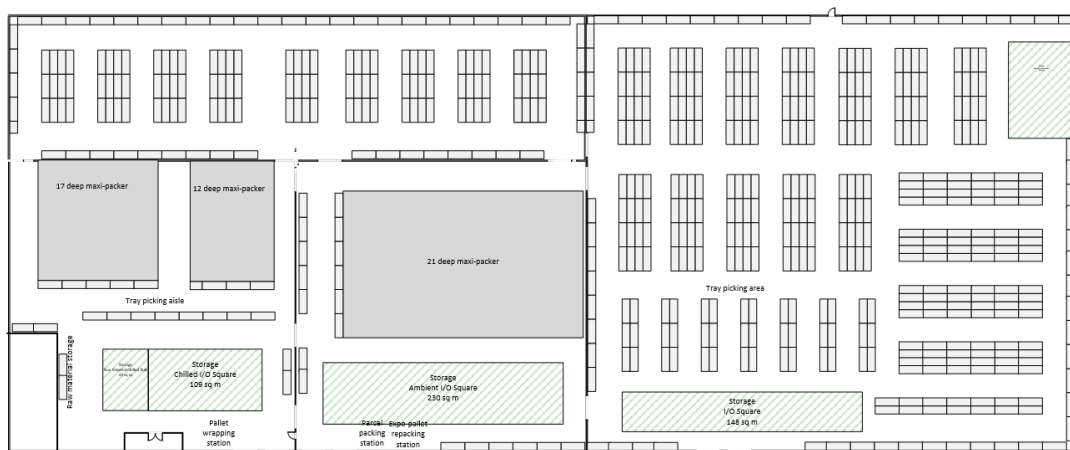 17 deep maxi-packer
12 deep maxi-packer
21 deep maxi-packer
Tray picking aisle
Tray picking area
Raw material storage
Storage
Storage
Chilled I/O Square
109 sq m
Storage
Ambient I/O Square
230 sq m
Storage
I/O Square
148 sq m
Pallet
wrapping
station
Parcel
packing
station
Expo-pallet
repacking
station